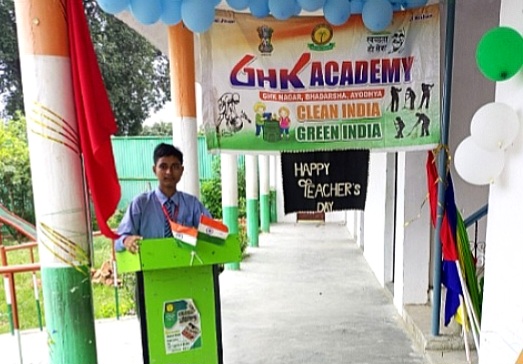 GHK ACADEMY
GHK NAGAR, BHADARSHA, AYODHYA
CLEAN INDIA
GREEN INDIA
HAPPY
TEACHER'S
DAY